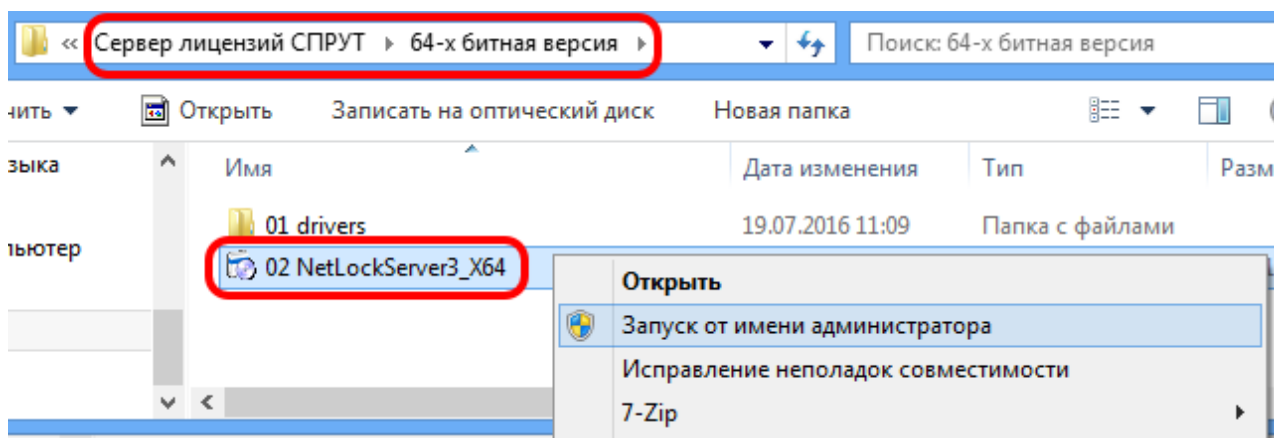 « Сервер лицензий СПРУТ 64-х битная версия Поиск: 64-х битная версия
чить Открыть Записать на оптический диск Новая папка
зыка Имя Дата изменения Тип Разм
01 drivers 19.07.2016 11:09 Папка с файлами
пьютер 02 NetLockServer3_X64
Открыть
Запуск от имени администратора
Исправление неполадок совместимости
7-Zip